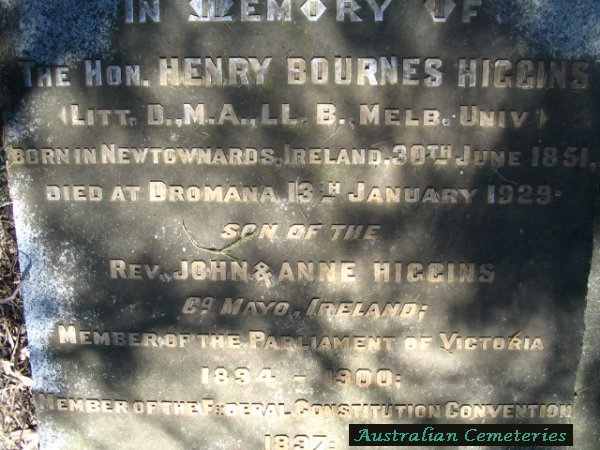 IN MEMORY OF
THE HON. HENRY BOURNES HIGGINS
(LITT. D., M.A., LL. B., MELB. UNIV)
BORN IN NEWTOWNARDS, IRELAND, 30TH JUNE 1851,
DIED AT DROMANA 13TH JANUARY 1929.
SON OF THE
REV. JOHN & ANNE HIGGINS
Co MAYO, IRELAND;
MEMBER OF THE PARLIAMENT OF VICTORIA
1894 - 1900;
MEMBER OF THE FEDERAL CONSTITUTION CONVENTION
1897;
Australian Cemeteries